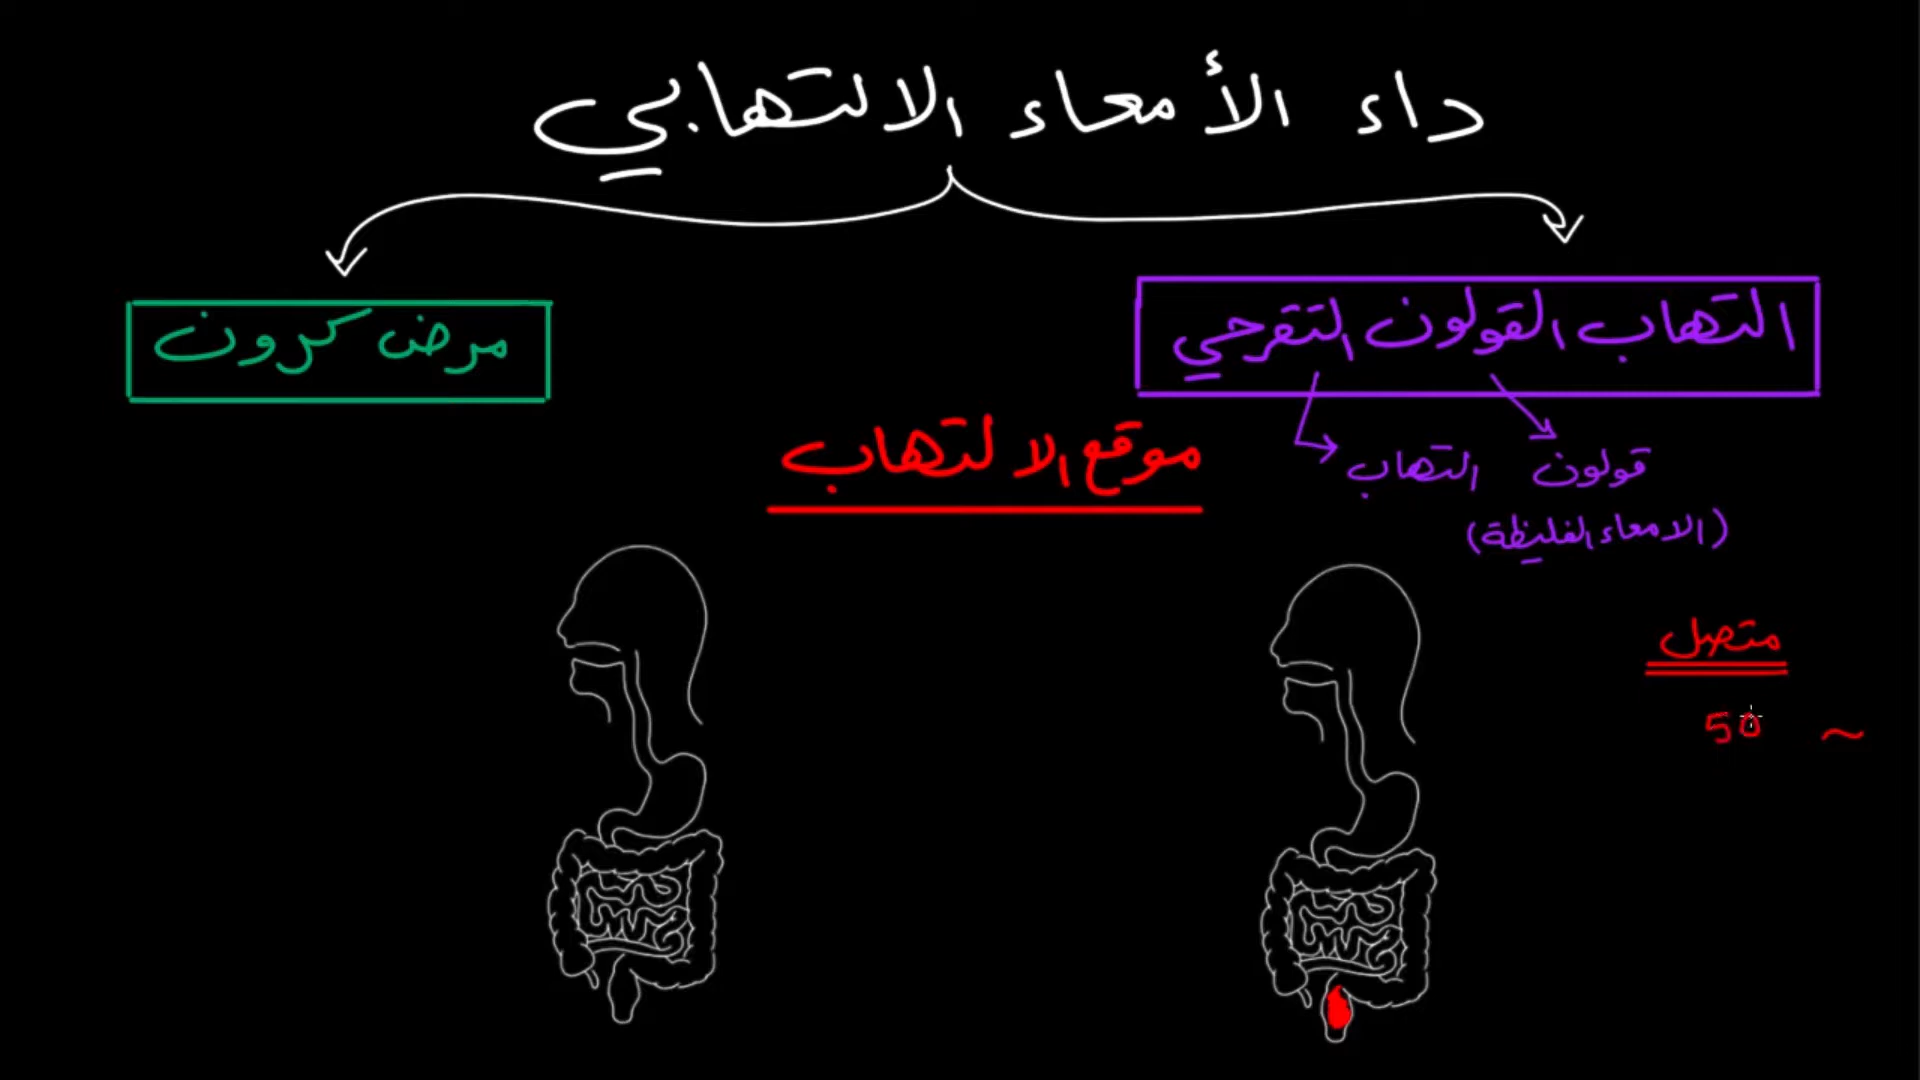 داء الأمعاء الالتهابي
التهاب القولون التقرحي
مرض كرون
موقع الالتهاب
قولون التهاب
(الامعاء الغليظة)
متصل
~ 50